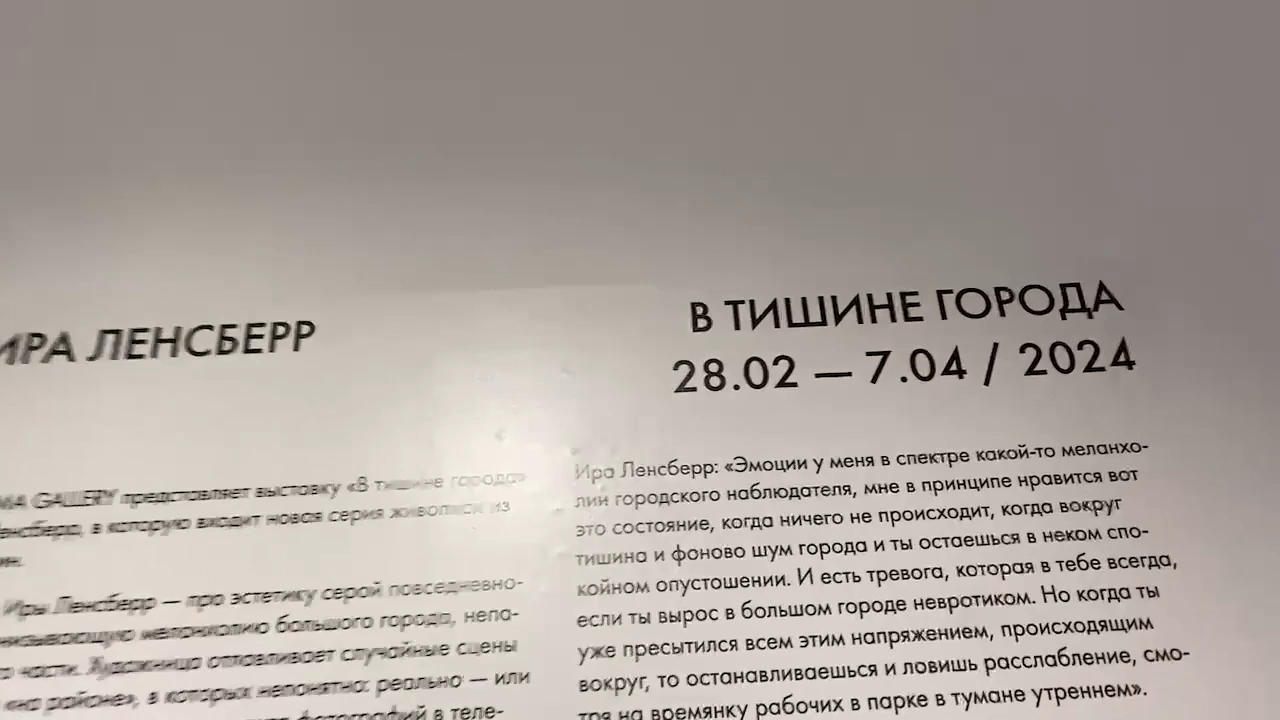 ИРА ЛЕНСБЕРР
GALLERY представляет выставку «В тишине города»
Ленсберр, в которую входит новая серия живописи из
Иры Ленсберр — про эстетику серой повседневно-
меланхолию большого города, непа-
части. Художница отлавливает случайные сцены
«на районе», в которых непонятно: реально — или
фотографий в теле-
В ТИШИНЕ ГОРОДА
28.02 — 7.04 / 2024
Ира Ленсберр: «Эмоции у меня в спектре какой-то меланхо-
лии городского наблюдателя, мне в принципе нравится вот
это состояние, когда ничего не происходит, когда вокруг
тишина и фоново шум города и ты остаешься в неком спо-
койном опустошении. И есть тревога, которая в тебе всегда,
если ты вырос в большом городе невротиком. Но когда ты
уже пресытился всем этим напряжением, происходящим
вокруг, то останавливаешься и ловишь расслабление, смо-
тря на времянку рабочих в парке в тумане утреннем».